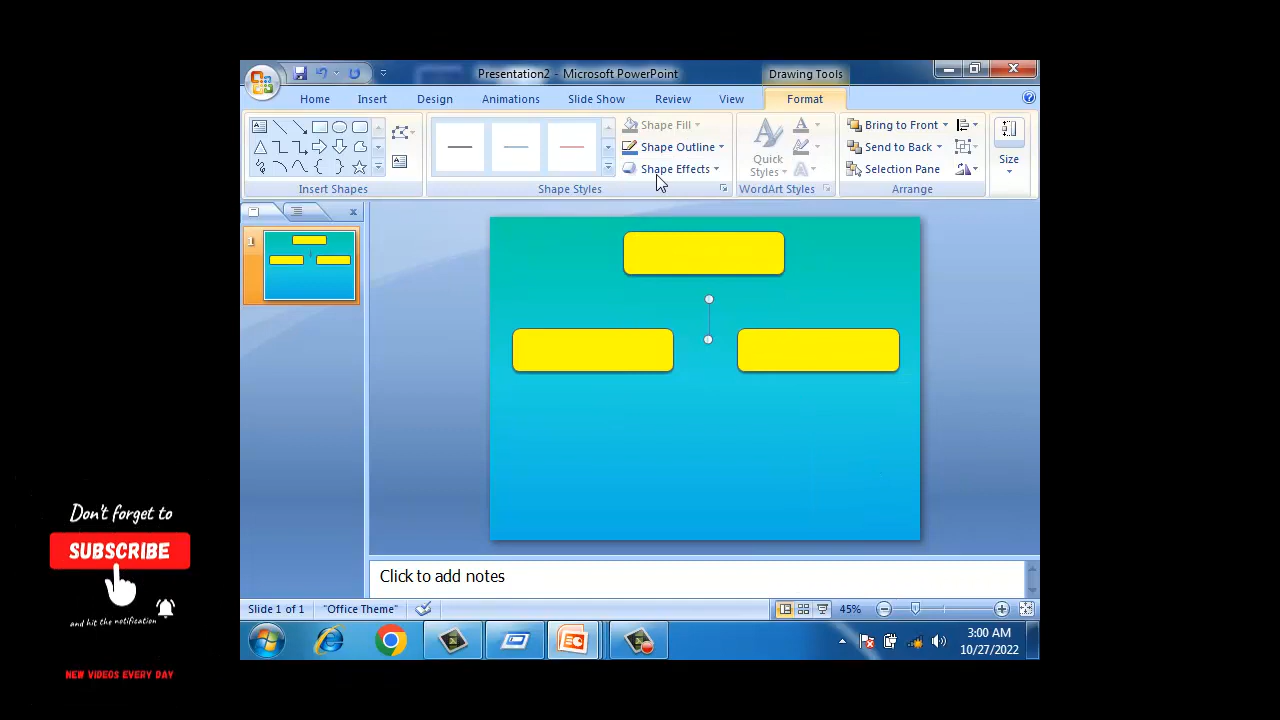 Presentation2 - Microsoft PowerPoint
Drawing Tools
Home
Insert
Design
Animations
Slide Show
Review
View
Format
Shape Fill
Shape Outline
Shape Effects
Quick
Styles
Bring to Front
Send to Back
Selection Pane
Size
Insert Shapes
Shape Styles
WordArt Styles
Arrange
1
Click to add notes
Slide 1 of 1
"Office Theme"
45%
3:00 AM
10/27/2022
Don't forget to
SUBSCRIBE
and hit the notification
NEW VIDEOS EVERY DAY